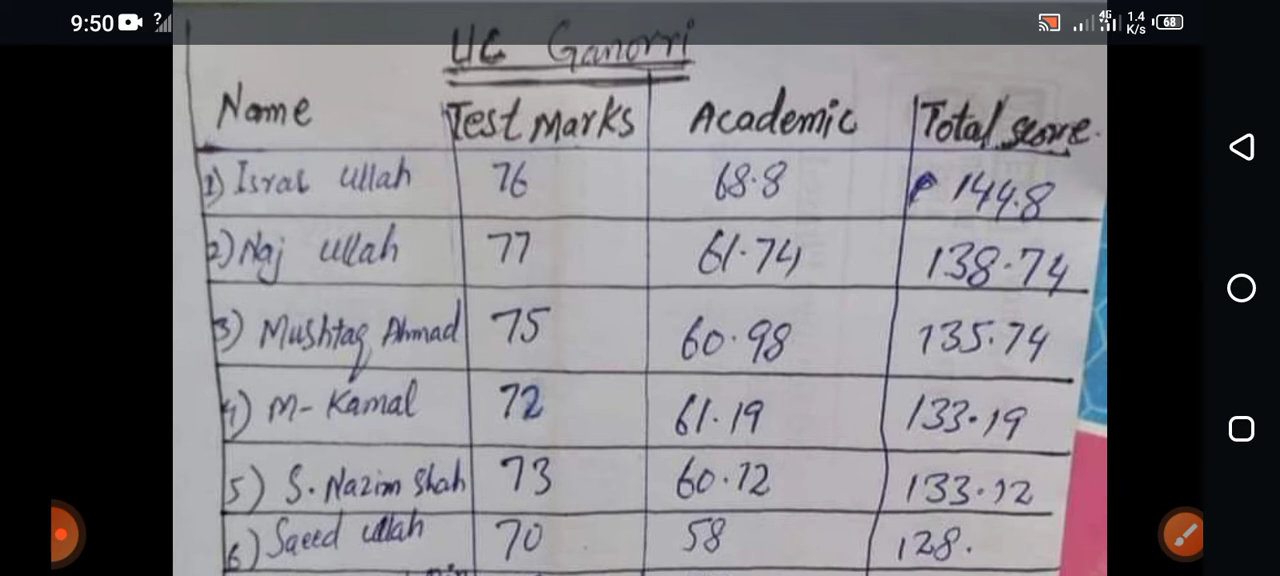 9:50 ? 4G 1.4 K/s 68
UC Ganorri
Name Test Marks Academic Total score.
1) Israr ullah 76 68.8 144.8
2) Naj ullah 77 61.74 138.74
3) Mushtaq Ahmad 75 60.98 135.74
4) M-Kamal 72 61.19 133.19
5) S.Nazim Shah 73 60.12 133.12
6) Saeed ullah 70 58 128.